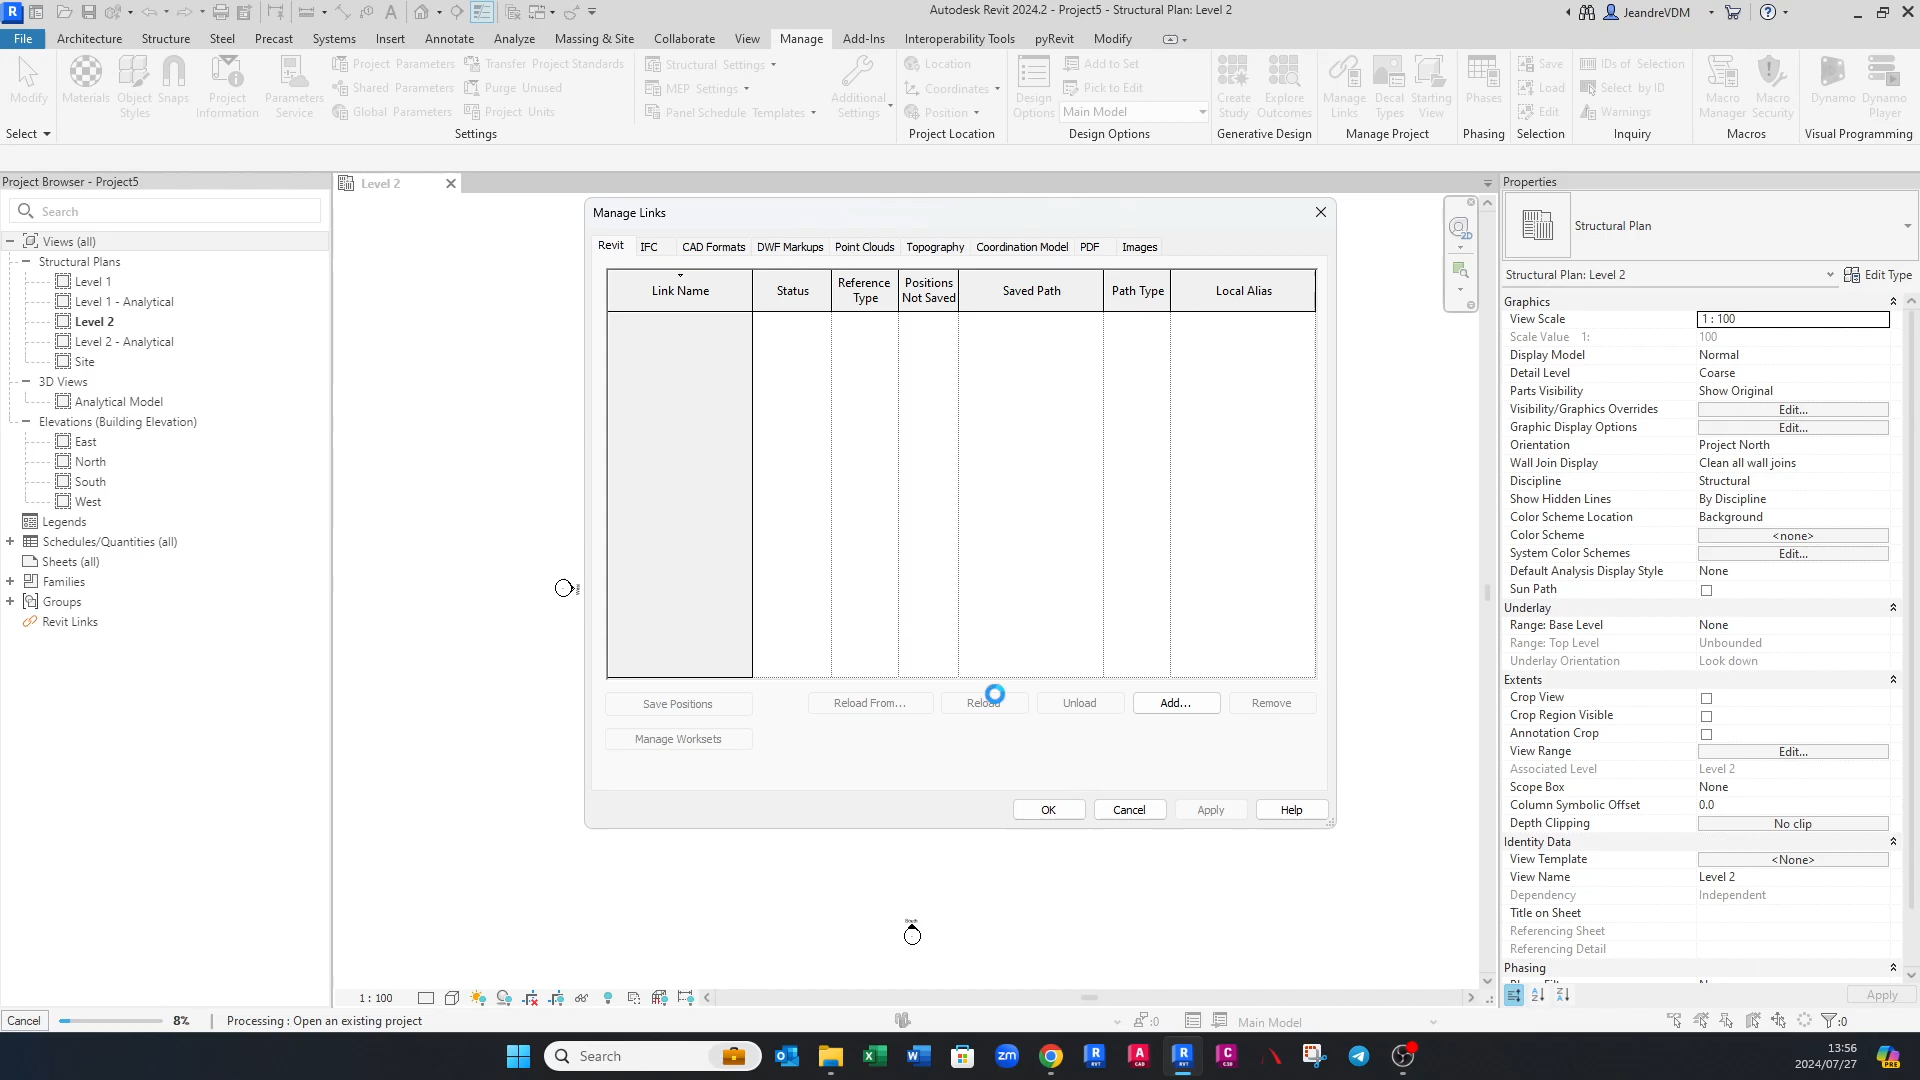 Autodesk Revit 2024.2 - Project5 - Structural Plan: Level 2
JeandreVDM
File
Architecture
Structure
Steel
Precast
Systems
Insert
Annotate
Analyze
Massing & Site
Collaborate
View
Manage
Add-Ins
Interoperability Tools
pyRevit
Modify
Modify
Materials
Object Styles
Snaps
Project Information
Parameters Service
Project Parameters
Shared Parameters
Global Parameters
Transfer Project Standards
Purge Unused
Project Units
Structural Settings
MEP Settings
Panel Schedule Templates
Additional Settings
Location
Coordinates
Position
Design Options
Add to Set
Pick to Edit
Main Model
Create Study
Explore Outcomes
Manage Links
Decal Types
Starting View
Phases
Save
Load
Edit
IDs of Selection
Select by ID
Warnings
Macro Manager
Macro Security
Dynamo
Dynamo Player
Select
Settings
Project Location
Design Options
Generative Design
Manage Project
Phasing
Selection
Inquiry
Macros
Visual Programming
Project Browser - Project5
Search
Views (all)
Structural Plans
Level 1
Level 1 - Analytical
Level 2
Level 2 - Analytical
Site
3D Views
Analytical Model
Elevations (Building Elevation)
East
North
South
West
Legends
Schedules/Quantities (all)
Sheets (all)
Families
Groups
Revit Links
Level 2
Manage Links
Revit
IFC
CAD Formats
DWF Markups
Point Clouds
Topography
Coordination Model
PDF
Images
Link Name
Status
Reference Type
Positions Not Saved
Saved Path
Path Type
Local Alias
Save Positions
Reload From...
Reload
Unload
Add...
Remove
Manage Worksets
OK
Cancel
Apply
Help
West
South
2D
Properties
Structural Plan
Structural Plan: Level 2
Edit Type
Graphics
View Scale 1 : 100
Scale Value 1: 100
Display Model Normal
Detail Level Coarse
Parts Visibility Show Original
Visibility/Graphics Overrides Edit...
Graphic Display Options Edit...
Orientation Project North
Wall Join Display Clean all wall joins
Discipline Structural
Show Hidden Lines By Discipline
Color Scheme Location Background
Color Scheme <none>
System Color Schemes Edit...
Default Analysis Display Style None
Sun Path
Underlay
Range: Base Level None
Range: Top Level Unbounded
Underlay Orientation Look down
Extents
Crop View
Crop Region Visible
Annotation Crop
View Range Edit...
Associated Level Level 2
Scope Box None
Column Symbolic Offset 0.0
Depth Clipping No clip
Identity Data
View Template <None>
View Name Level 2
Dependency Independent
Title on Sheet
Referencing Sheet
Referencing Detail
Phasing
Apply
1 : 100
Cancel
8%
Processing : Open an existing project
:0
Main Model
:0
Search
13:56
2024/07/27